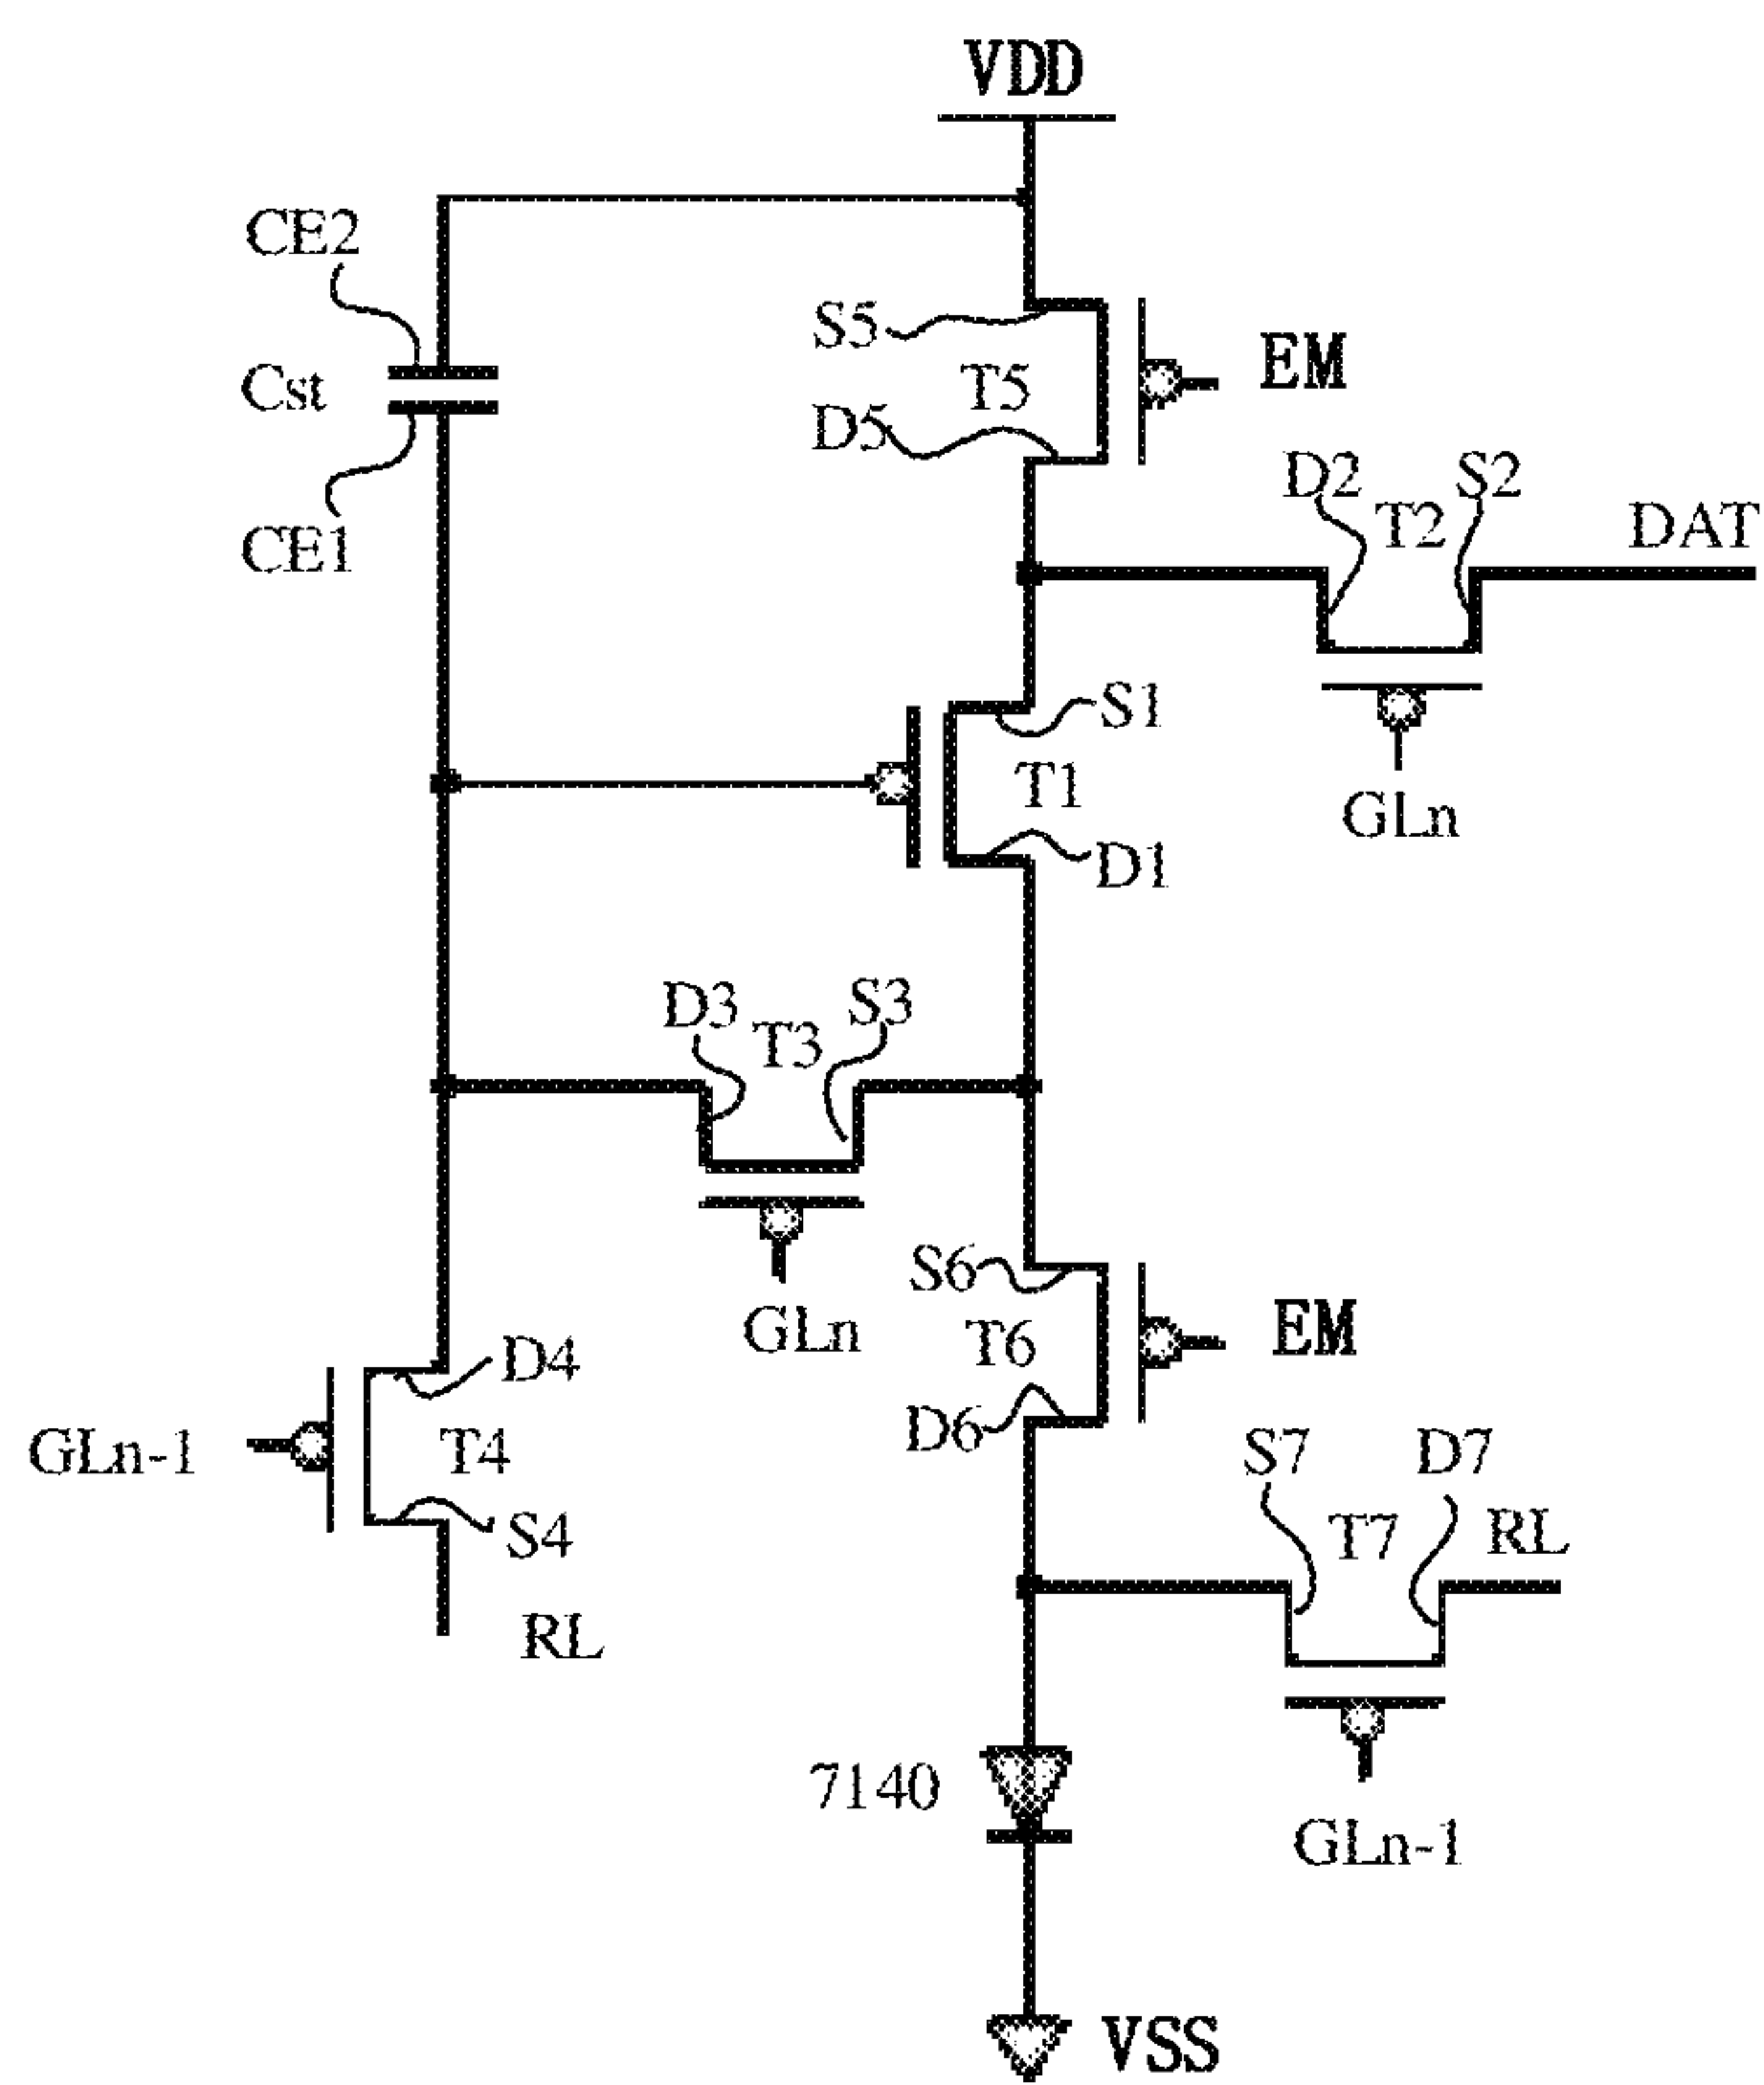 VDD
CE2
S5
EM
Cst
T5
D5
D2
S2
T2
DAT
CE1
S1
T1
GLn
D1
D3
S3
T3
S6
EM
GLn
T6
D4
D6
GLn-1
T4
S7
D7
S4
T7
RL
RL
7140
GLn-1
VSS